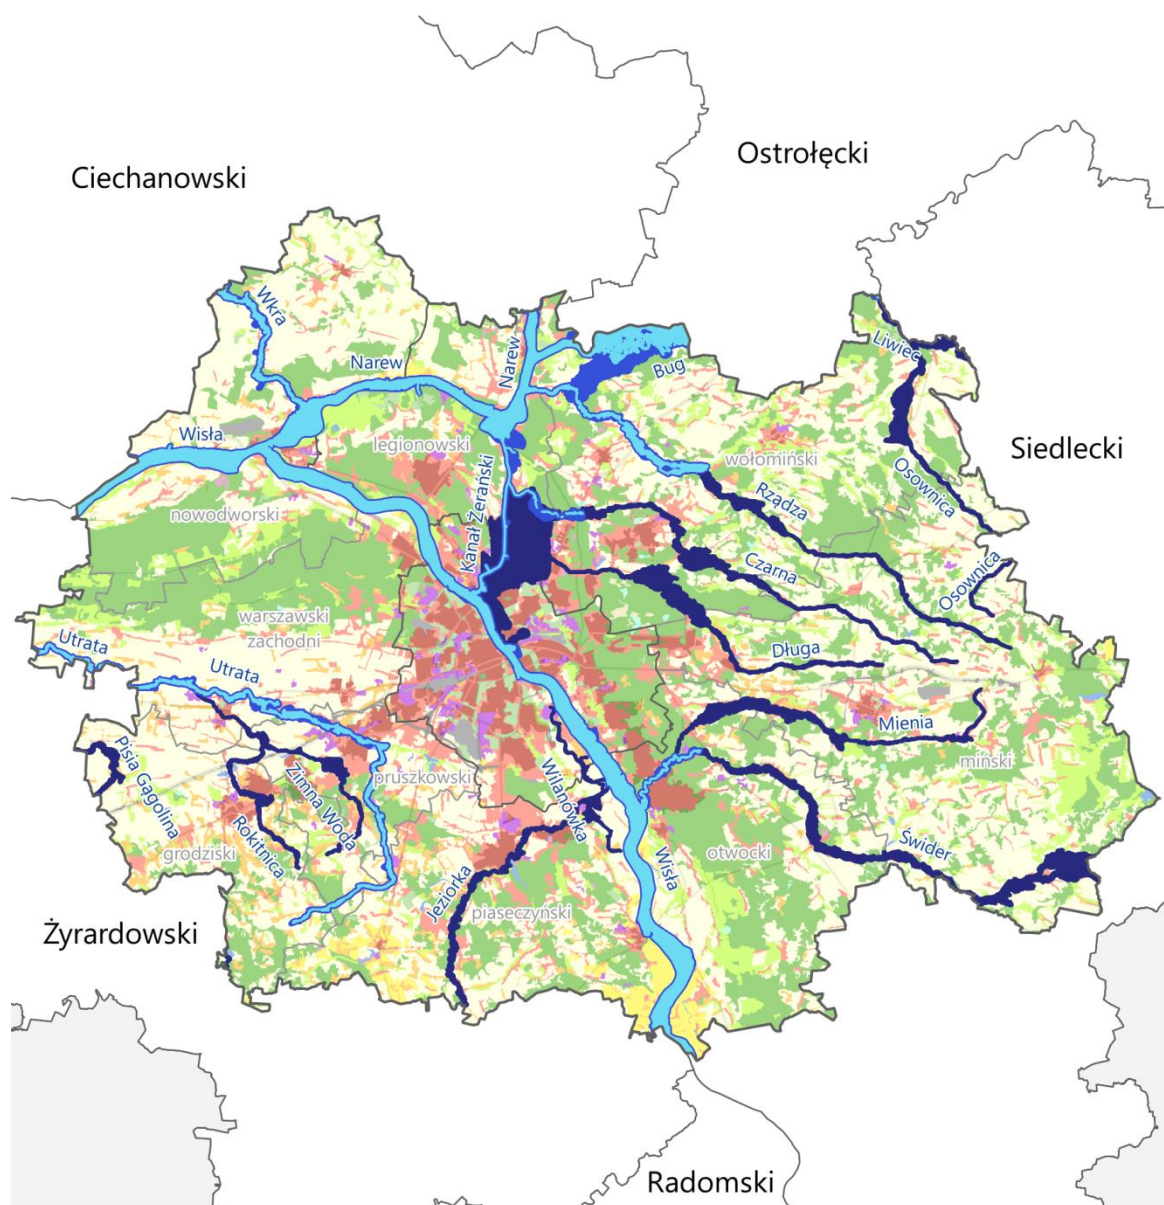 Ostrołęcki
Ciechanowski
Wkra
Narew
Narew
Bug
Liwiec
Wisła
legionowski
wołomiński
Siedlecki
Osownica
Rządza
nowodworski
Kanał Żerański
Czarna
Osownica
warszawski
zachodni
Utrata
Utrata
Długa
Mienia
miński
Pisia Gągolina
Zimna Woda
pruszkowski
Wilanówka
Rokitnica
grodziski
Świder
otwocki
Wisła
Jeziorka
piaseczyński
Żyrardowski
Radomski